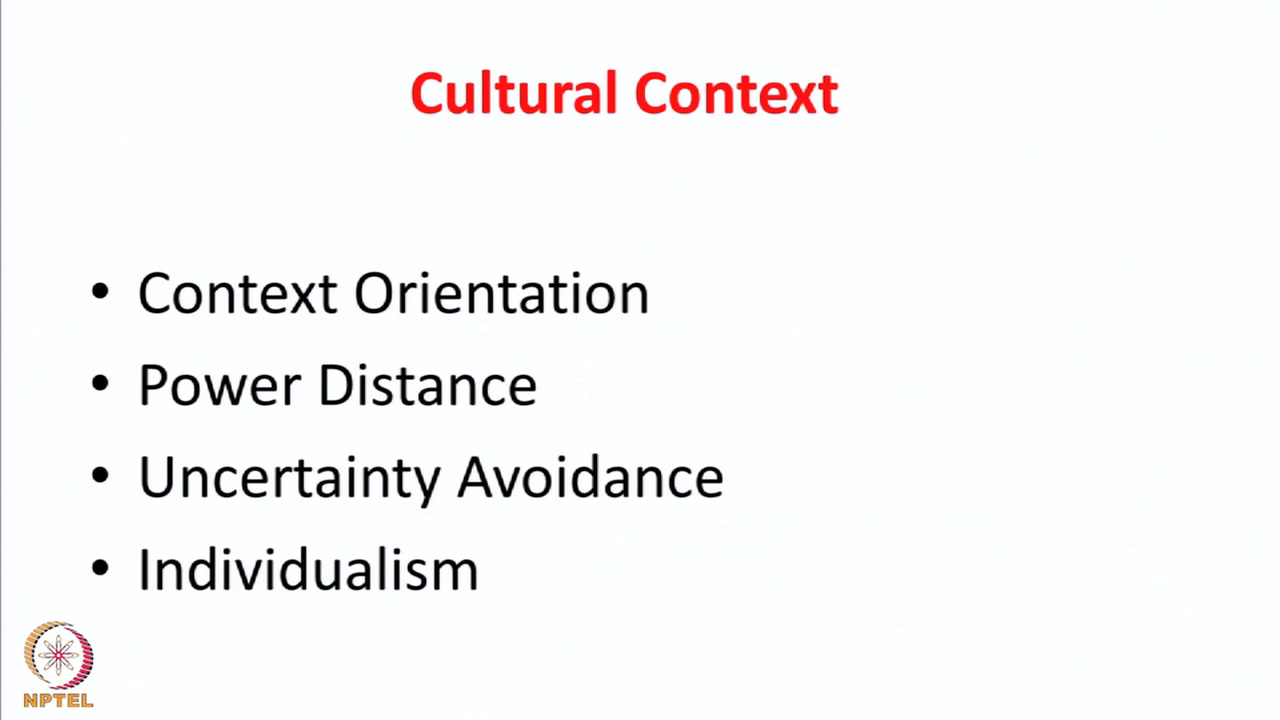 Cultural Context
• Context Orientation
• Power Distance
• Uncertainty Avoidance
• Individualism
NPTEL